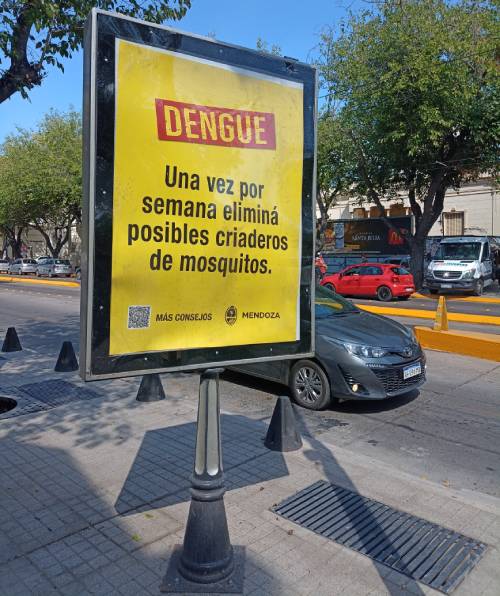 DENGUE
Una vez por
semana eliminá
posibles criaderos
de mosquitos.
MÁS CONSEJOS
MENDOZA